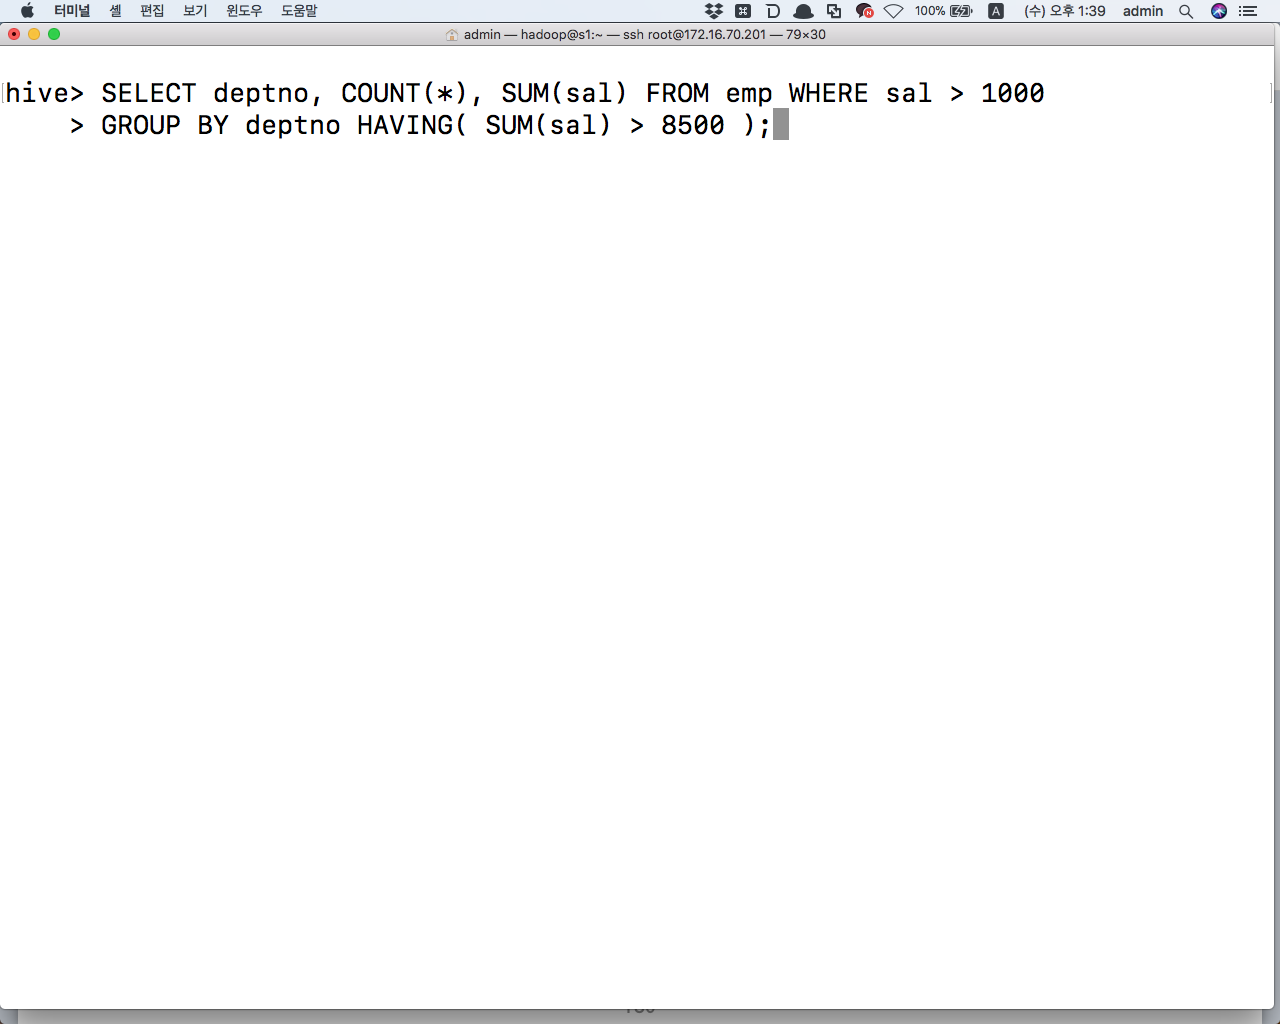 터미널 셸 편집 보기 윈도우 도움말 100% A (수) 오후 1:39 admin
admin — hadoop@s1:~ — ssh root@172.16.70.201 — 79×30
hive> SELECT deptno, COUNT(*), SUM(sal) FROM emp WHERE sal > 1000
> GROUP BY deptno HAVING( SUM(sal) > 8500 );